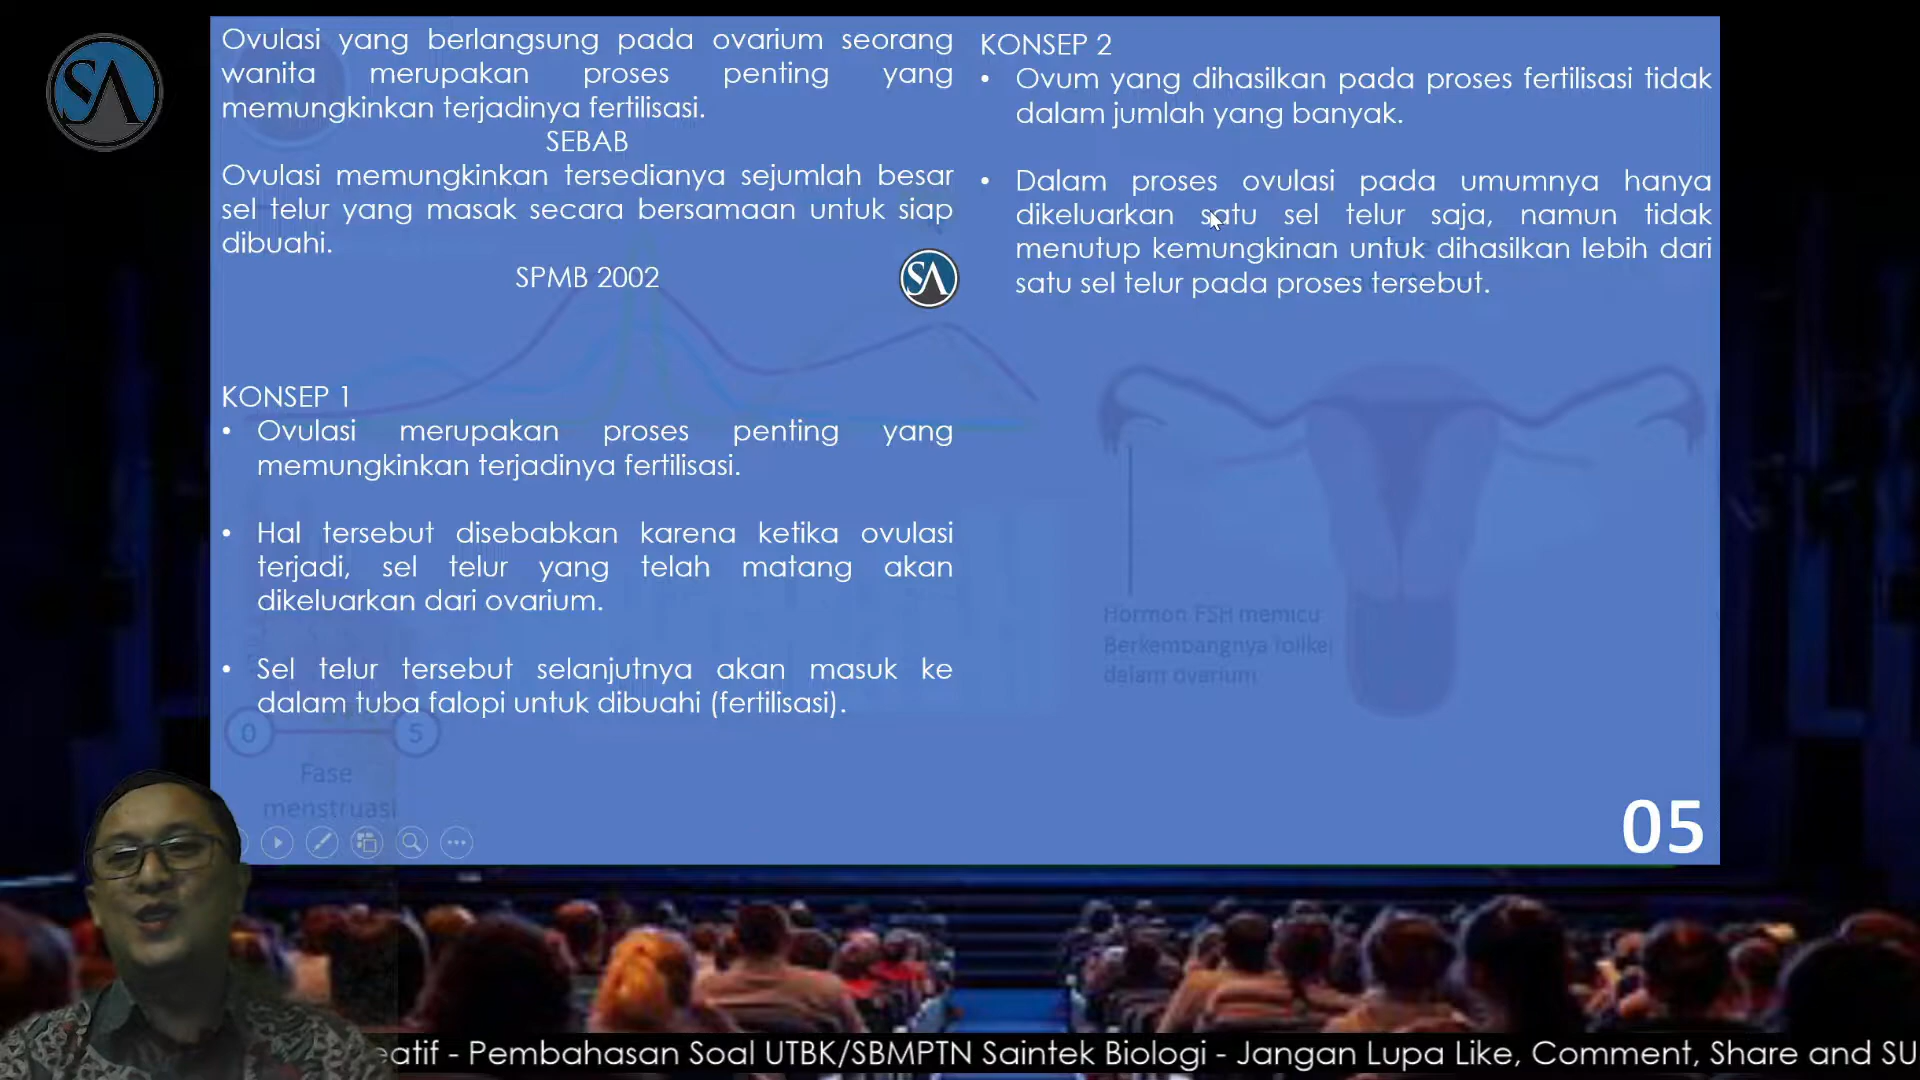 SA
Ovulasi yang berlangsung pada ovarium seorang
wanita merupakan proses penting yang
memungkinkan terjadinya fertilisasi.
SEBAB
Ovulasi memungkinkan tersedianya sejumlah besar
sel telur yang masak secara bersamaan untuk siap
dibuahi.
SPMB 2002
SA
KONSEP 1
• Ovulasi merupakan proses penting yang
memungkinkan terjadinya fertilisasi.
• Hal tersebut disebabkan karena ketika ovulasi
terjadi, sel telur yang telah matang akan
dikeluarkan dari ovarium.
• Sel telur tersebut selanjutnya akan masuk ke
dalam tuba falopi untuk dibuahi (fertilisasi).
0 5
Fase
menstruasi
KONSEP 2
• Ovum yang dihasilkan pada proses fertilisasi tidak
dalam jumlah yang banyak.
• Dalam proses ovulasi pada umumnya hanya
dikeluarkan satu sel telur saja, namun tidak
menutup kemungkinan untuk dihasilkan lebih dari
satu sel telur pada proses tersebut.
Hormon FSH memicu
Berkembangnya folikel
dalam ovarium
05
eatif - Pembahasan Soal UTBK/SBMPTN Saintek Biologi - Jangan Lupa Like, Comment, Share and SU